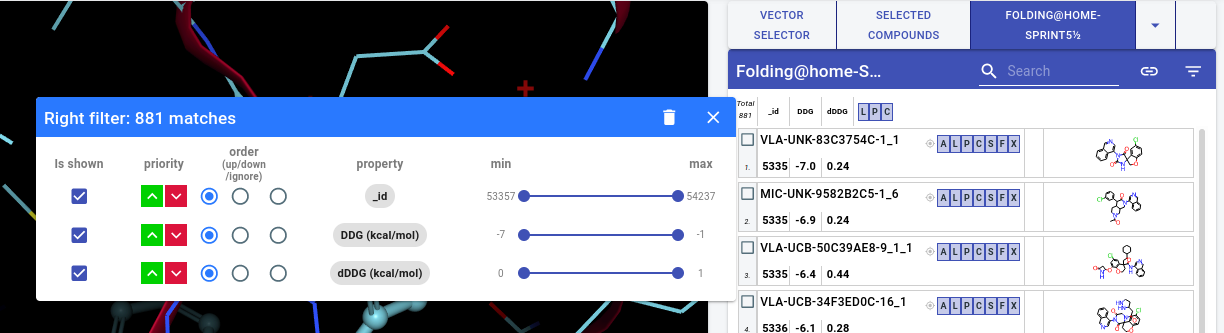 VECTOR
SELECTOR
SELECTED
COMPOUNDS
FOLDING@HOME-
SPRINT5½
Folding@home-S...
Search
Total
881
_id
DDG
dDDG
L P C
VLA-UNK-83C3754C-1_1
A L P C S F X
1.
5335 -7.0 0.24
MIC-UNK-9582B2C5-1_6
A L P C S F X
2.
5335 -6.9 0.24
VLA-UCB-50C39AE8-9_1_1
A L P C S F X
3.
5335 -6.4 0.44
VLA-UCB-34F3ED0C-16_1
A L P C S F X
4.
5336 -6.1 0.28
Right filter: 881 matches
Is shown
priority
order
(up/down
/ignore)
property
min
max
_id
53357
54237
DDG (kcal/mol)
-7
-1
dDDG (kcal/mol)
0
1